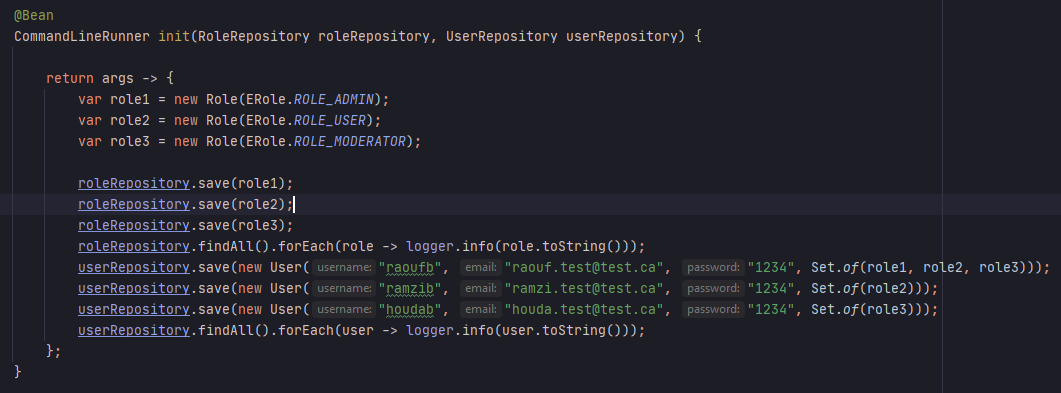 @Bean
CommandLineRunner init(RoleRepository roleRepository, UserRepository userRepository) {
return args -> {
var role1 = new Role(ERole.ROLE_ADMIN);
var role2 = new Role(ERole.ROLE_USER);
var role3 = new Role(ERole.ROLE_MODERATOR);
roleRepository.save(role1);
roleRepository.save(role2);
roleRepository.save(role3);
roleRepository.findAll().forEach(role -> logger.info(role.toString()));
userRepository.save(new User( username: "raoufb", email: "raouf.test@test.ca", password: "1234", Set.of(role1, role2, role3)));
userRepository.save(new User( username: "ramzib", email: "ramzi.test@test.ca", password: "1234", Set.of(role2)));
userRepository.save(new User( username: "houdab", email: "houda.test@test.ca", password: "1234", Set.of(role3)));
userRepository.findAll().forEach(user -> logger.info(user.toString()));
};
}